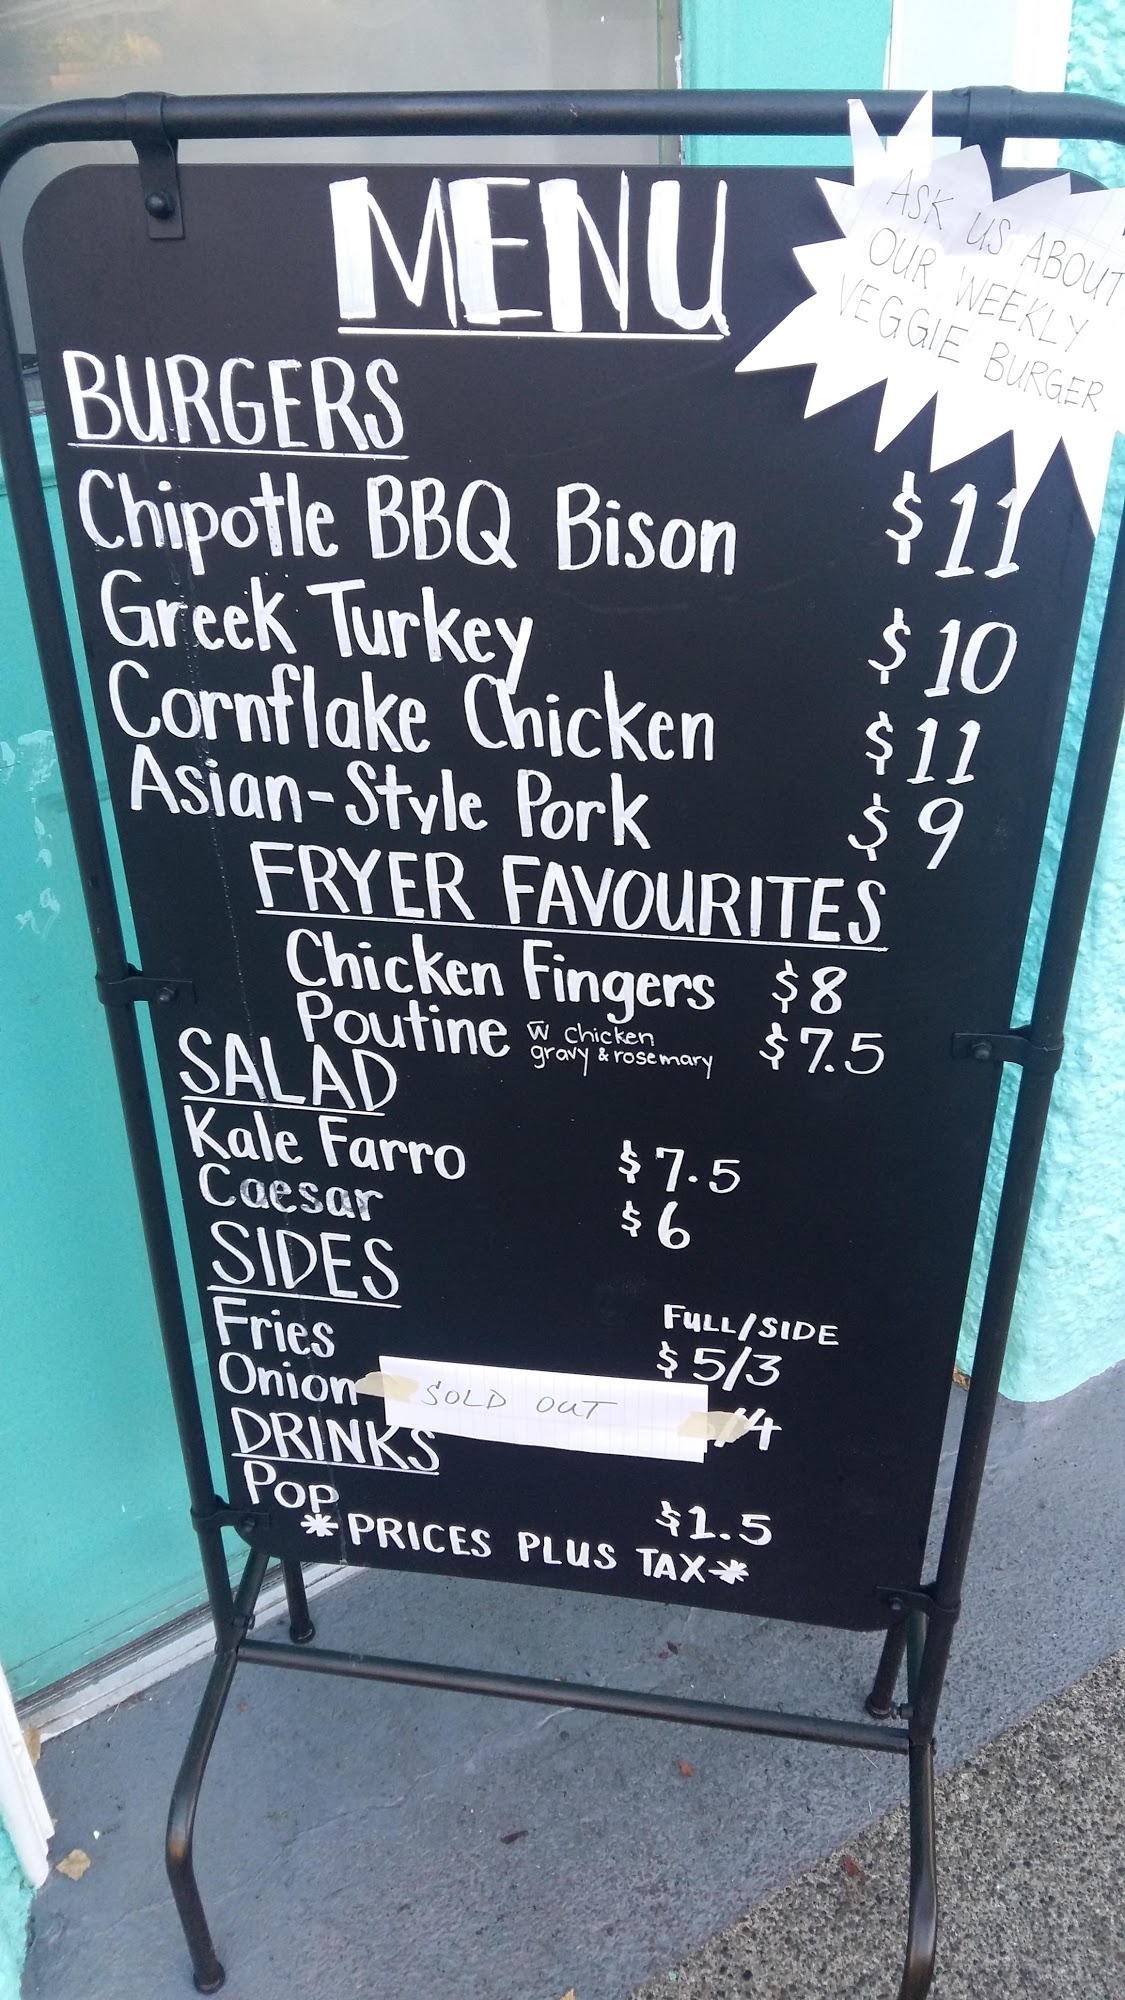 MENU
ASK US ABOUT
OUR WEEKLY
VEGGIE BURGER
BURGERS
Chipotle BBQ Bison $11
Greek Turkey $10
Cornflake Chicken $11
Asian-Style Pork $9
FRYER FAVOURITES
Chicken Fingers $8
Poutine w chicken gravy & rosemary $7.5
SALAD
Kale Farro $7.5
Caesar $6
SIDES FULL/SIDE
Fries $5/3
Onion SOLD OUT /4
DRINKS
Pop $1.5
*PRICES PLUS TAX*